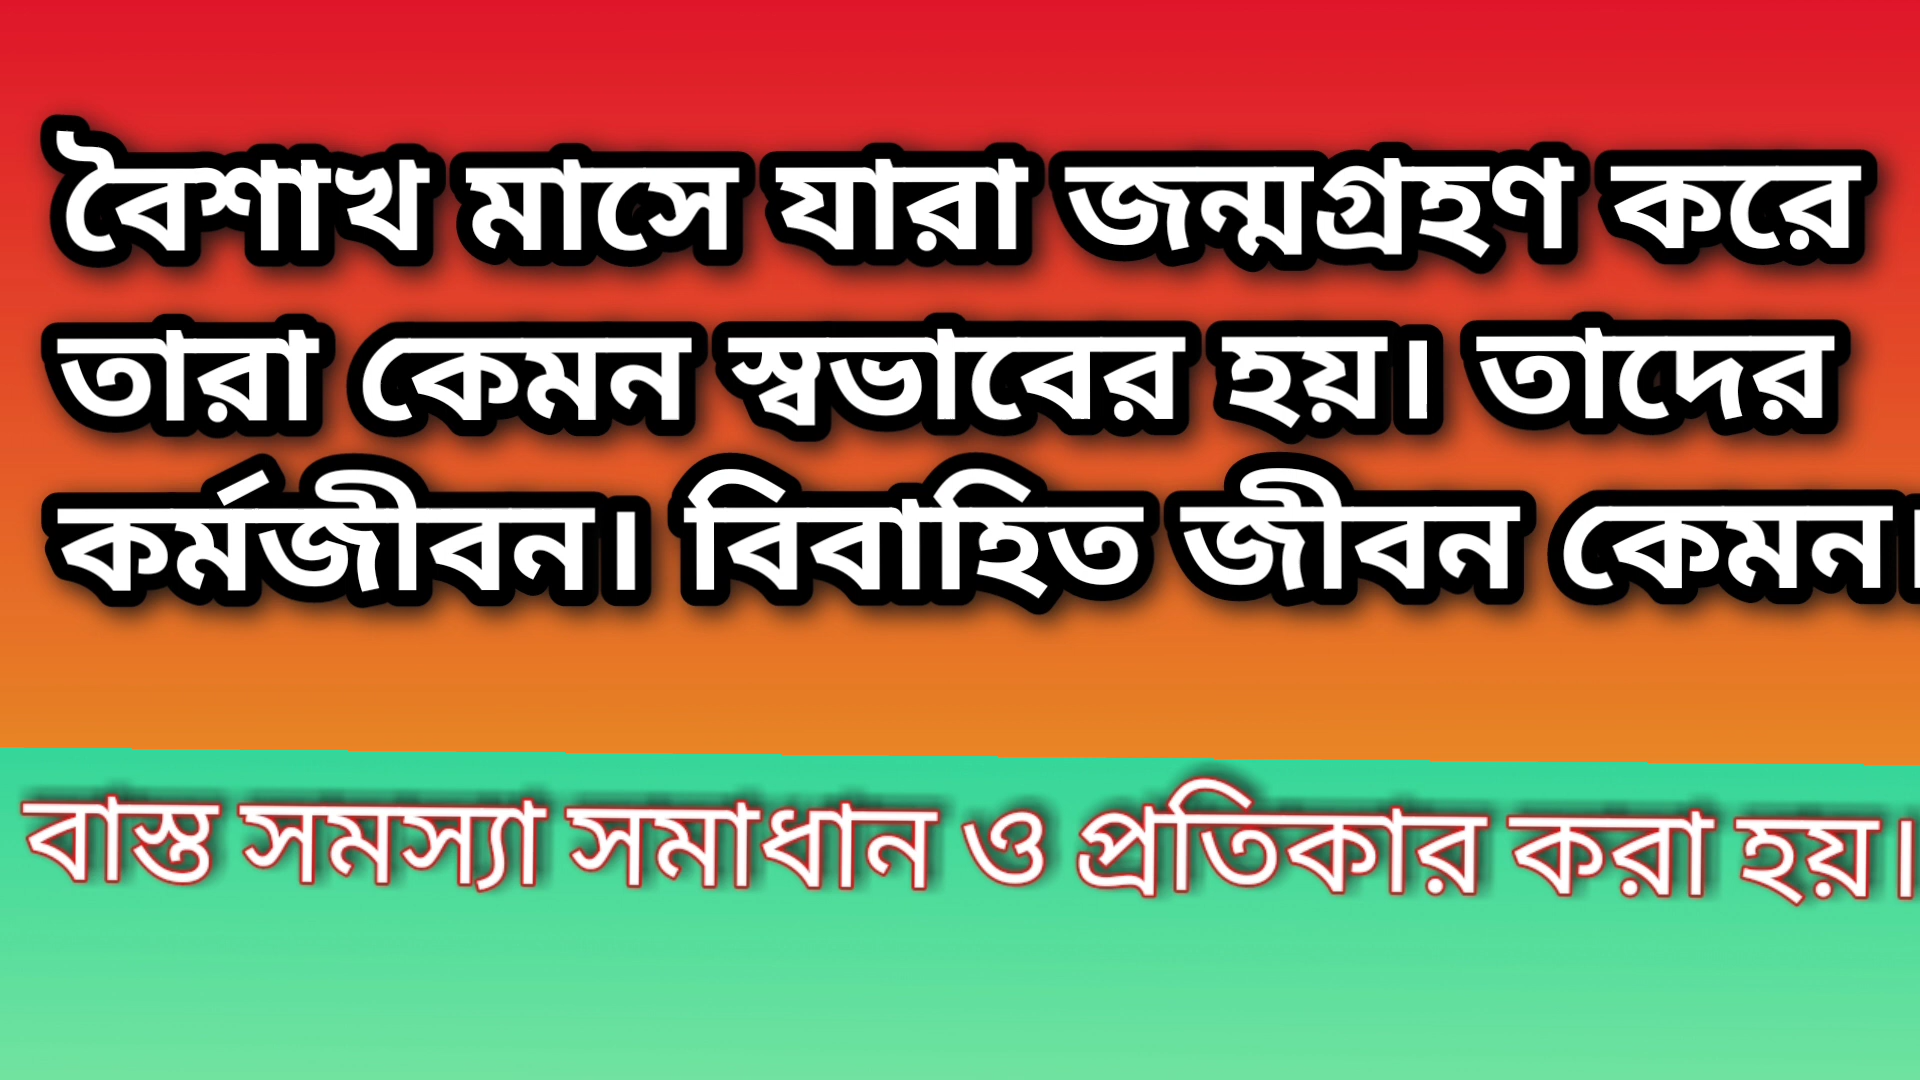 বৈশাখ মাসে যারা জন্মগ্রহণ করে
তারা কেমন স্বভাবের হয়। তাদের
কর্মজীবন। বিবাহিত জীবন কেমন।
বাস্তু সমস্যা সমাধান ও প্রতিকার করা হয়।